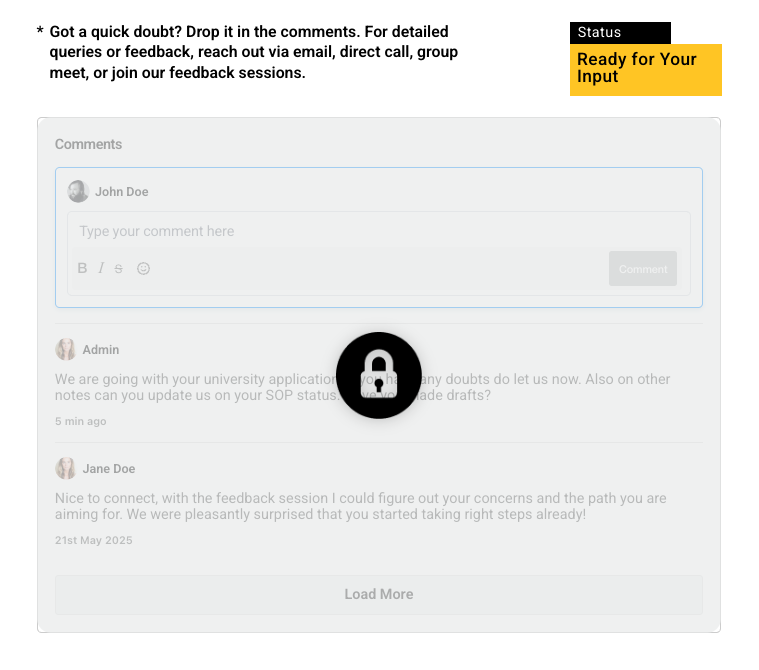 * Got a quick doubt? Drop it in the comments. For detailed
queries or feedback, reach out via email, direct call, group
meet, or join our feedback sessions.
Status
Ready for Your
Input
Comments
John Doe
Type your comment here
B I S
Comment
Admin
We are going with your university application you any doubts do let us now. Also on other
notes can you update us on your SOP status. drafts?
5 min ago
Jane Doe
Nice to connect, with the feedback session I could figure out your concerns and the path you are
aiming for. We were pleasantly surprised that you started taking right steps already!
21st May 2025
Load More